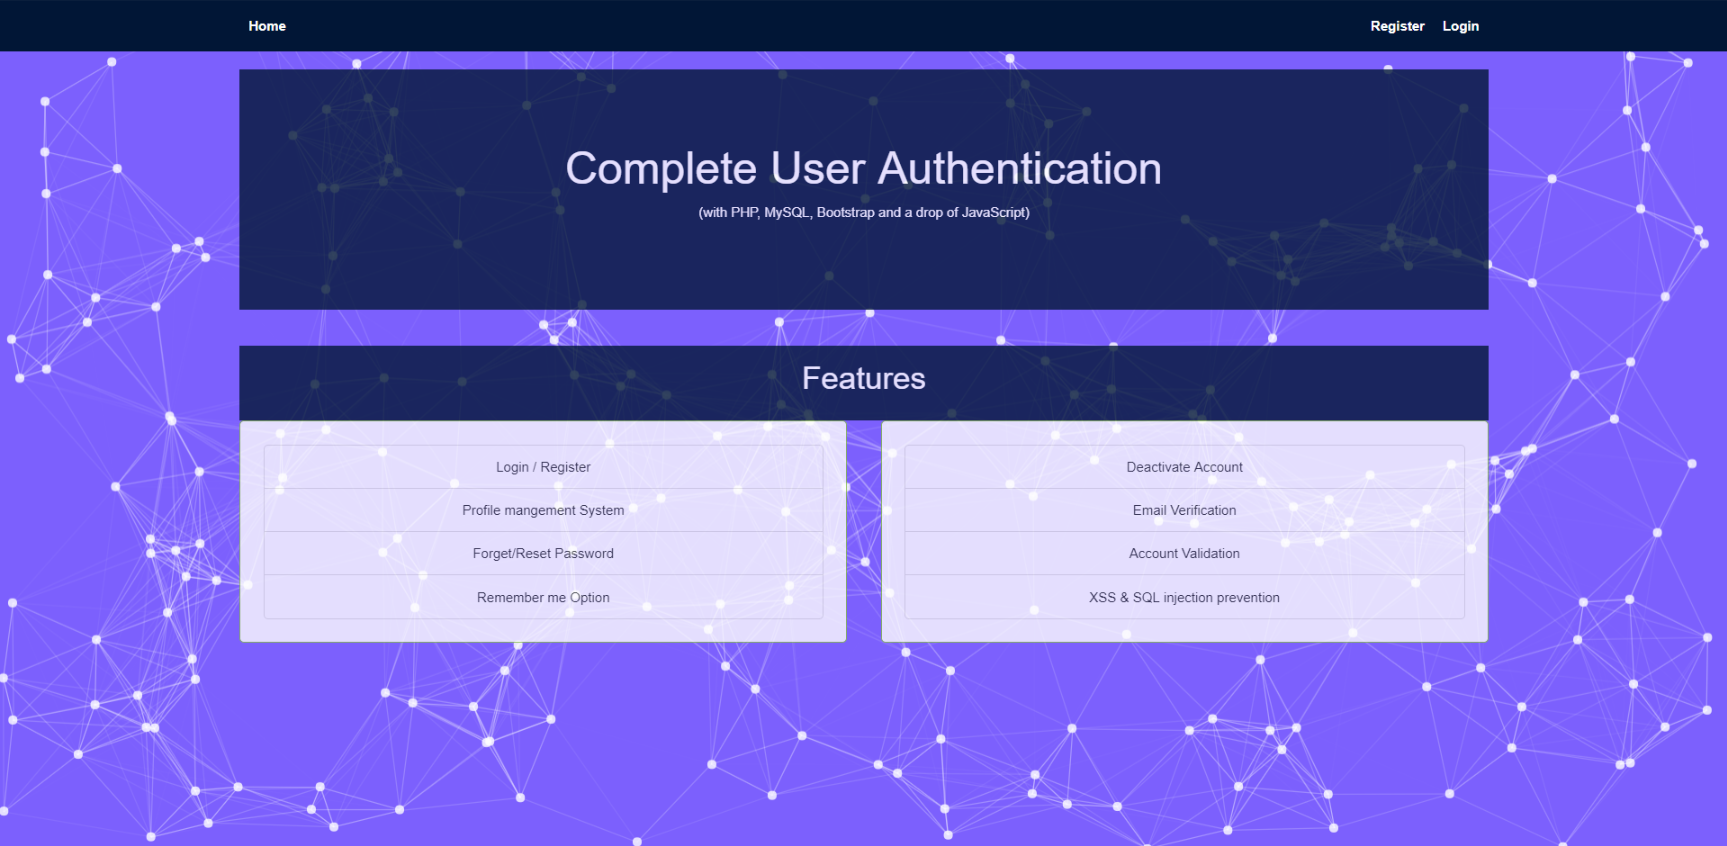 Home
Register
Login
Complete User Authentication
(with PHP, MySQL, Bootstrap and a drop of JavaScript)
Features
Login / Register
Profile mangement System
Forget/Reset Password
Remember me Option
Deactivate Account
Email Verification
Account Validation
XSS & SQL injection prevention